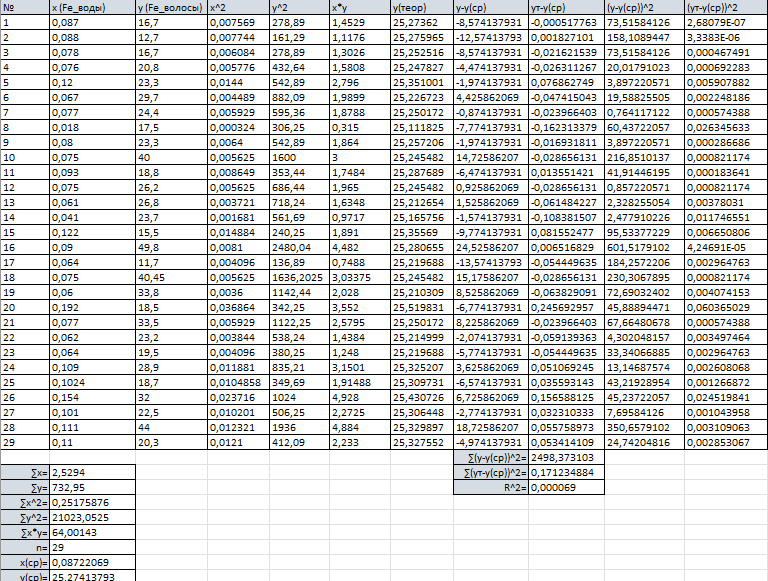 № x (Fe_воды) y (Fe_волосы) x^2 y^2 x*y y(теор) y-y(ср) yт-y(ср) (y-y(ср))^2 (yт-y(ср))^2
1 0,087 16,7 0,007569 278,89 1,4529 25,27362 -8,574137931 -0,000517763 73,51584126 2,68079E-07
2 0,088 12,7 0,007744 161,29 1,1176 25,275965 -12,57413793 0,001827101 158,1089447 3,3383E-06
3 0,078 16,7 0,006084 278,89 1,3026 25,252516 -8,574137931 -0,021621539 73,51584126 0,000467491
4 0,076 20,8 0,005776 432,64 1,5808 25,247827 -4,474137931 -0,026311267 20,01791023 0,000692283
5 0,12 23,3 0,0144 542,89 2,796 25,351001 -1,974137931 0,076862749 3,897220571 0,005907882
6 0,067 29,7 0,004489 882,09 1,9899 25,226723 4,425862069 -0,047415043 19,58825505 0,002248186
7 0,077 24,4 0,005929 595,36 1,8788 25,250172 -0,874137931 -0,023966403 0,764117122 0,000574388
8 0,018 17,5 0,000324 306,25 0,315 25,111825 -7,774137931 -0,162313379 60,43722057 0,026345633
9 0,08 23,3 0,0064 542,89 1,864 25,257206 -1,974137931 -0,016931811 3,897220571 0,000286686
10 0,075 40 0,005625 1600 3 25,245482 14,72586207 -0,028656131 216,8510137 0,000821174
11 0,093 18,8 0,008649 353,44 1,7484 25,287689 -6,474137931 0,013551421 41,91446195 0,000183641
12 0,075 26,2 0,005625 686,44 1,965 25,245482 0,925862069 -0,028656131 0,857220571 0,000821174
13 0,061 26,8 0,003721 718,24 1,6348 25,212654 1,525862069 -0,061484227 2,328255054 0,00378031
14 0,041 23,7 0,001681 561,69 0,9717 25,165756 -1,574137931 -0,108381507 2,477910226 0,011746551
15 0,122 15,5 0,014884 240,25 1,891 25,35569 -9,774137931 0,081552477 95,53377229 0,006650806
16 0,09 49,8 0,0081 2480,04 4,482 25,280655 24,52586207 0,006516829 601,5179102 4,24691E-05
17 0,064 11,7 0,004096 136,89 0,7488 25,219688 -13,57413793 -0,054449635 184,2572206 0,002964763
18 0,075 40,45 0,005625 1636,2025 3,03375 25,245482 15,17586207 -0,028656131 230,3067895 0,000821174
19 0,06 33,8 0,0036 1142,44 2,028 25,210309 8,525862069 -0,063829091 72,69032402 0,004074153
20 0,192 18,5 0,036864 342,25 3,552 25,519831 -6,774137931 0,245692957 45,88894471 0,060365029
21 0,077 33,5 0,005929 1122,25 2,5795 25,250172 8,225862069 -0,023966403 67,66480678 0,000574388
22 0,062 23,2 0,003844 538,24 1,4384 25,214999 -2,074137931 -0,059139363 4,302048157 0,003497464
23 0,064 19,5 0,004096 380,25 1,248 25,219688 -5,774137931 -0,054449635 33,34066885 0,002964763
24 0,109 28,9 0,011881 835,21 3,1501 25,325207 3,625862069 0,051069245 13,14687574 0,002608068
25 0,1024 18,7 0,0104858 349,69 1,91488 25,309731 -6,574137931 0,035593143 43,21928954 0,001266872
26 0,154 32 0,023716 1024 4,928 25,430726 6,725862069 0,156588125 45,23722057 0,024519841
27 0,101 22,5 0,010201 506,25 2,2725 25,306448 -2,774137931 0,032310333 7,69584126 0,001043958
28 0,111 44 0,012321 1936 4,884 25,329897 18,72586207 0,055758973 350,6579102 0,003109063
29 0,11 20,3 0,0121 412,09 2,233 25,327552 -4,974137931 0,053414109 24,74204816 0,002853067
∑(y-y(ср))^2= 2498,373103
∑x= 2,5294 ∑(yт-y(ср))^2= 0,171234884
∑y= 732,95 R^2= 0,000069
∑x^2= 0,25175876
∑y^2= 21023,0525
∑x*y= 64,00143
n= 29
x(ср)= 0,08722069
y(ср)= 25,27413793